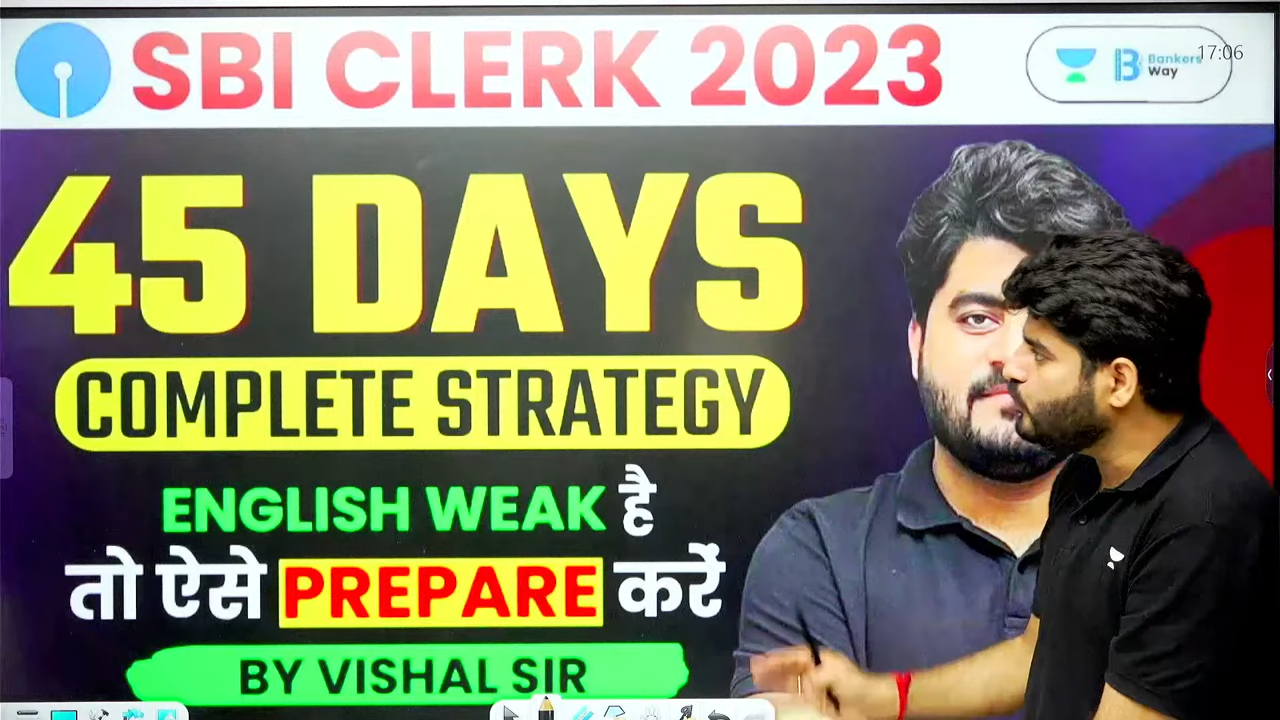 SBI CLERK 2023
Bankers
Way
17:06
45 DAYS
COMPLETE STRATEGY
ENGLISH WEAK है
तो ऐसे PREPARE करें
BY VISHAL SIR